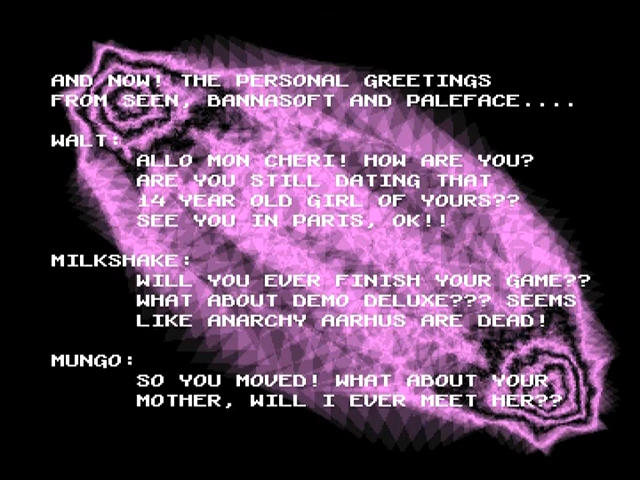 AND NOW! THE PERSONAL GREETINGS
FROM SEEN, BANNASOFT AND PALEFACE....
WALT:
ALLO MON CHERI! HOW ARE YOU?
ARE YOU STILL DATING THAT
14 YEAR OLD GIRL OF YOURS??
SEE YOU IN PARIS, OK!!
MILKSHAKE:
WILL YOU EVER FINISH YOUR GAME??
WHAT ABOUT DEMO DELUXE??? SEEMS
LIKE ANARCHY AARHUS ARE DEAD!
MUNGO:
SO YOU MOVED! WHAT ABOUT YOUR
MOTHER, WILL I EVER MEET HER??